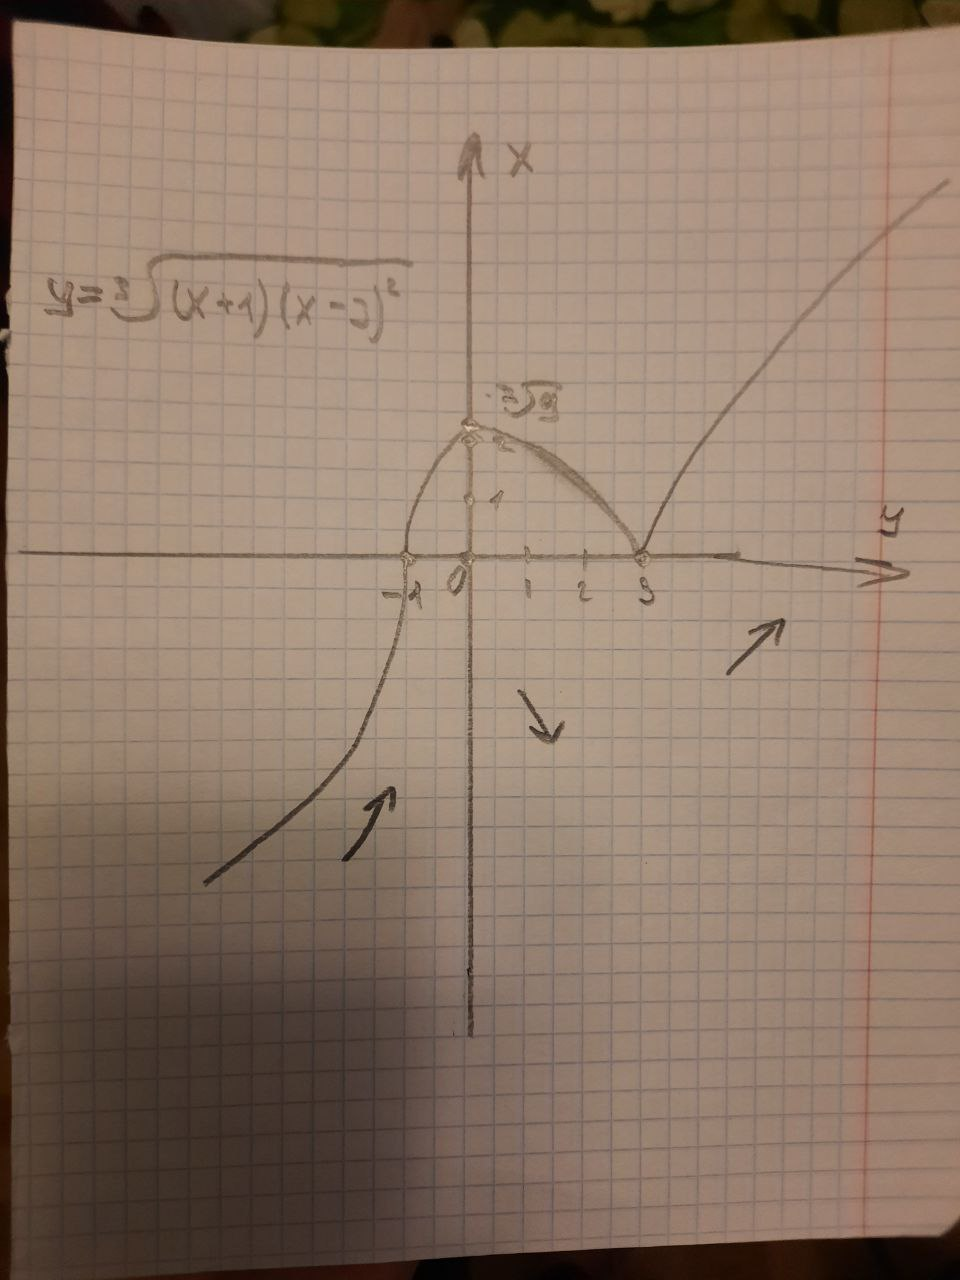 x
y = ∛(x+1)(x-3)²
∛9
2
1
y
-1 0 1 2 3